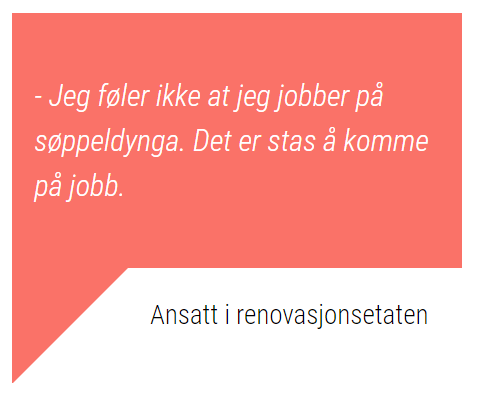 - Jeg føler ikke at jeg jobber på
søppeldynga. Det er stas å komme
på jobb.
Ansatt i renovasjonsetaten